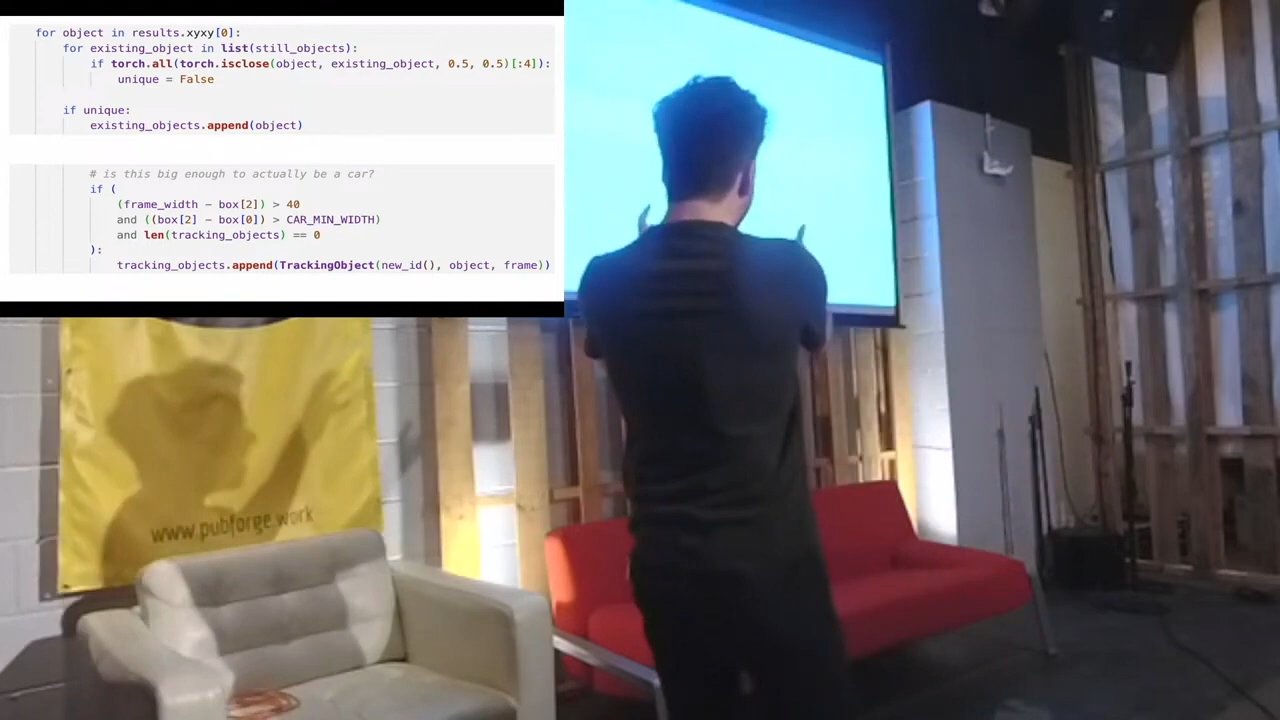 for object in results.xyxy[0]:
for existing_object in list(still_objects):
if torch.all(torch.isclose(object, existing_object, 0.5, 0.5)[:4]):
unique = False
if unique:
existing_objects.append(object)
# is this big enough to actually be a car?
if (
(frame_width - box[2]) > 40
and ((box[2] - box[0]) > CAR_MIN_WIDTH)
and len(tracking_objects) == 0
):
tracking_objects.append(TrackingObject(new_id(), object, frame))
www.pubforge.work